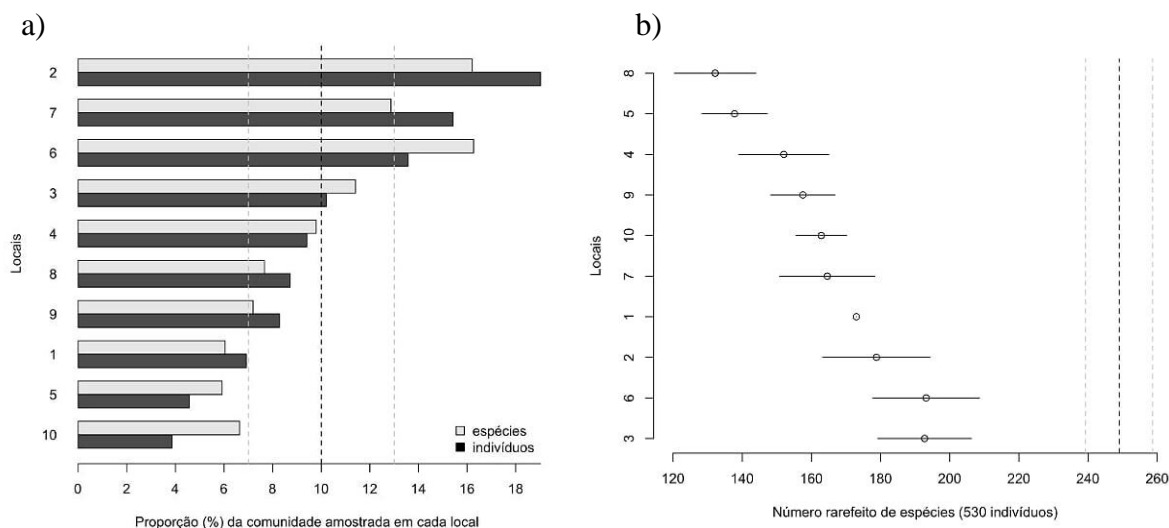 a)
2
7
6
3
4
8
9
1
5
10
Locais
espécies
indivíduos
0 2 4 6 8 10 12 14 16 18
Proporção (%) da comunidade amostrada em cada local
b)
8
5
4
9
10
7
1
2
6
3
Locais
120 140 160 180 200 220 240 260
Número rarefeito de espécies (530 indivíduos)